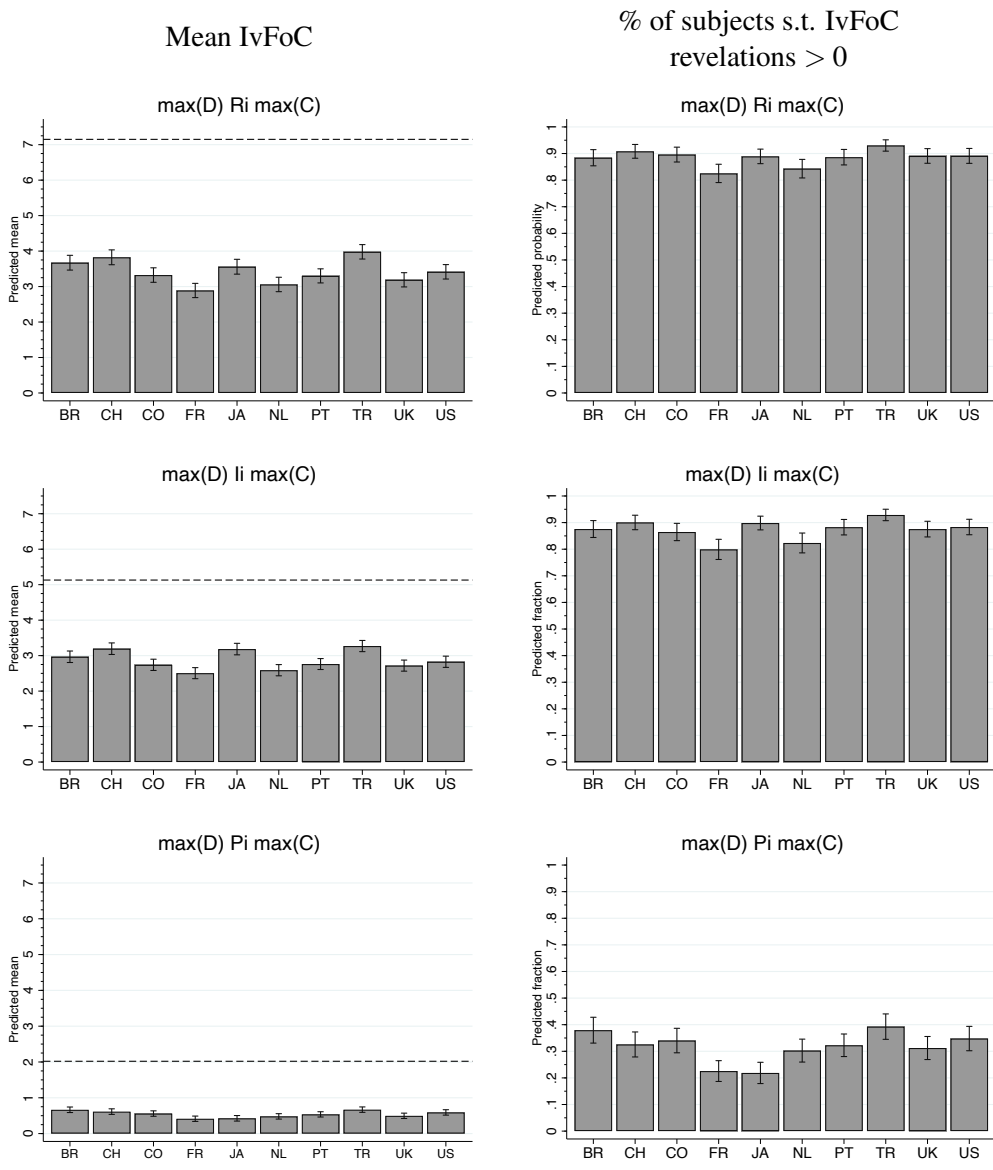 Mean IvFoC
% of subjects s.t. IvFoC
revelations > 0
max(D) Ri max(C)
Predicted mean
7
6
5
4
3
2
1
0
BR CH CO FR JA NL PT TR UK US
max(D) Ri max(C)
Predicted probability
1
.9
.8
.7
.6
.5
.4
.3
.2
.1
0
BR CH CO FR JA NL PT TR UK US
max(D) Ii max(C)
Predicted mean
7
6
5
4
3
2
1
0
BR CH CO FR JA NL PT TR UK US
max(D) Ii max(C)
Predicted fraction
1
.9
.8
.7
.6
.5
.4
.3
.2
.1
0
BR CH CO FR JA NL PT TR UK US
max(D) Pi max(C)
Predicted mean
7
6
5
4
3
2
1
0
BR CH CO FR JA NL PT TR UK US
max(D) Pi max(C)
Predicted fraction
1
.9
.8
.7
.6
.5
.4
.3
.2
.1
0
BR CH CO FR JA NL PT TR UK US